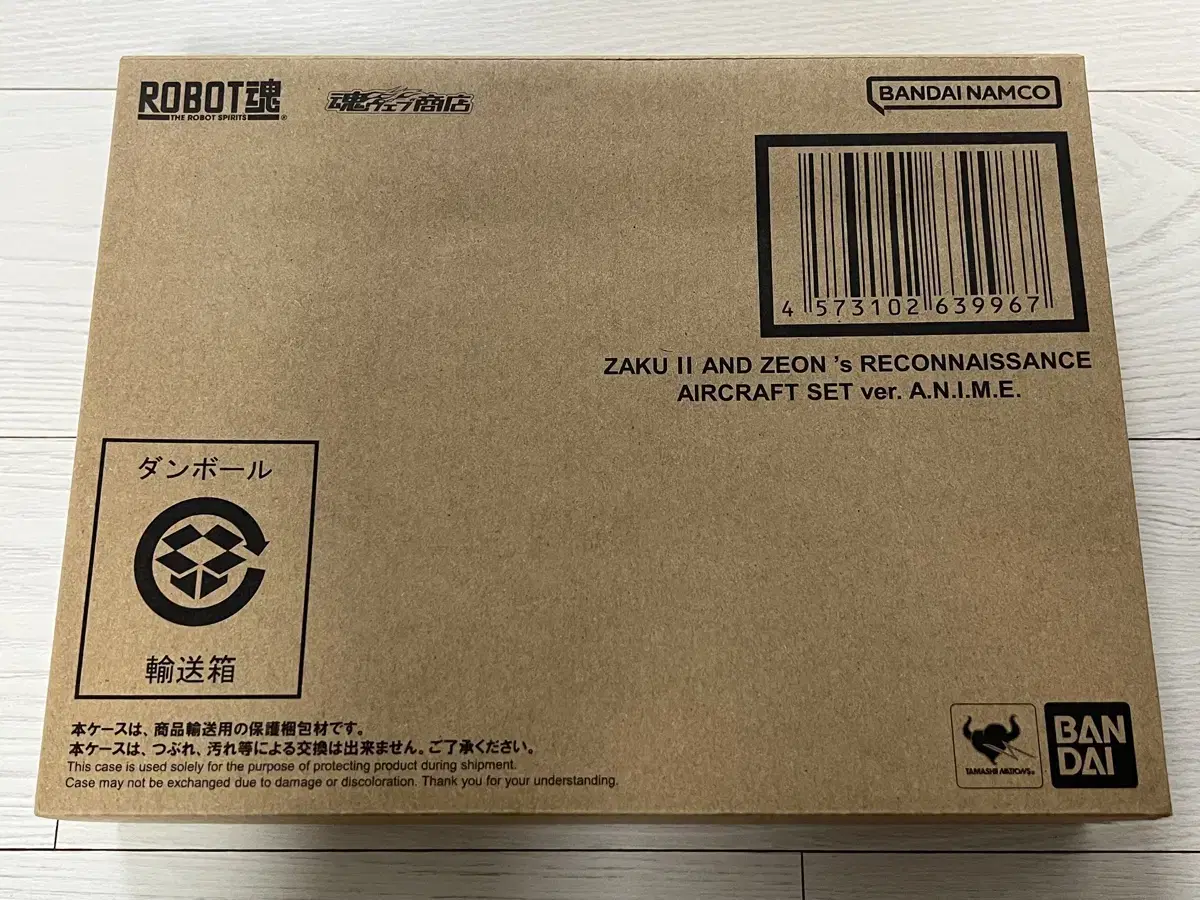 ROBOT魂
THE ROBOT SPIRITS®
魂ウェブ商店
BANDAI NAMCO
4 573102 639967
ZAKU II AND ZEON 's RECONNAISSANCE
AIRCRAFT SET ver. A.N.I.M.E.
ダンボール
輸送箱
本ケースは、商品輸送用の保護梱包材です。
本ケースは、つぶれ、汚れ等による交換は出来ません。ご了承ください。
This case is used solely for the purpose of protecting product during shipment.
Case may not be exchanged due to damage or discoloration. Thank you for your understanding.
TAMASHII NATIONS®
BAN
DAI